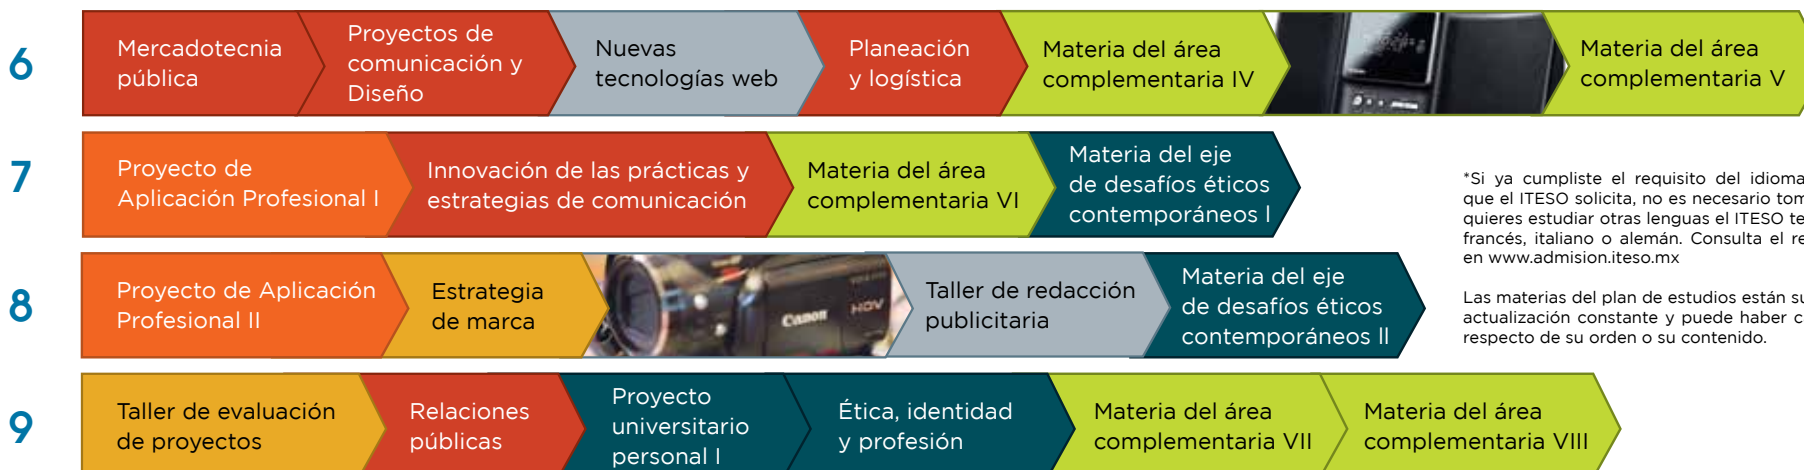 6
Mercadotecnia
pública
Proyectos de
comunicación y
Diseño
Nuevas
tecnologías web
Planeación
y logística
Materia del área
complementaria IV
Materia del área
complementaria V
7
Proyecto de
Aplicación Profesional I
Innovación de las prácticas y
estrategias de comunicación
Materia del área
complementaria VI
Materia del eje
de desafíos éticos
contemporáneos I
*Si ya cumpliste el requisito del idioma
que el ITESO solicita, no es necesario tom
quieres estudiar otras lenguas el ITESO te
francés, italiano o alemán. Consulta el re
en www.admision.iteso.mx
Las materias del plan de estudios están su
actualización constante y puede haber c
respecto de su orden o su contenido.
8
Proyecto de Aplicación
Profesional II
Estrategia
de marca
Canon
HDV
Taller de redacción
publicitaria
Materia del eje
de desafíos éticos
contemporáneos II
9
Taller de evaluación
de proyectos
Relaciones
públicas
Proyecto
universitario
personal I
Ética, identidad
y profesión
Materia del área
complementaria VII
Materia del área
complementaria VIII